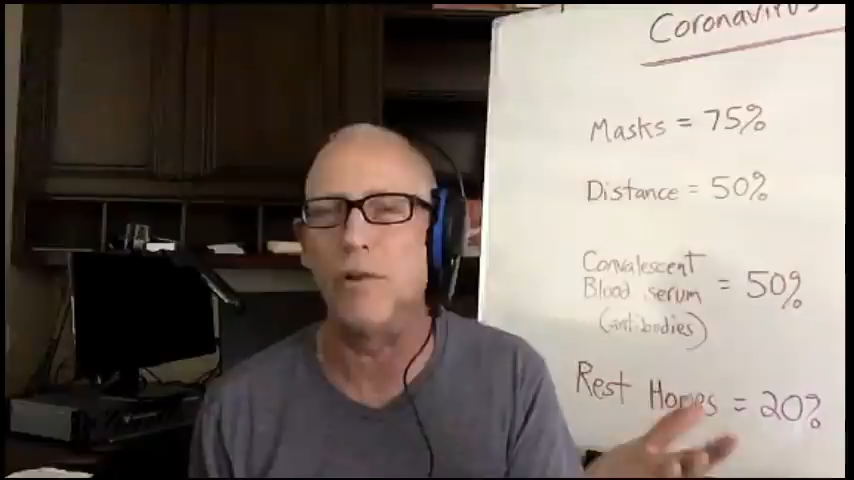 Coronavirus
Masks = 75%
Distance = 50%
Convalescent
Blood serum = 50%
(antibodies)
Rest Homes = 20%